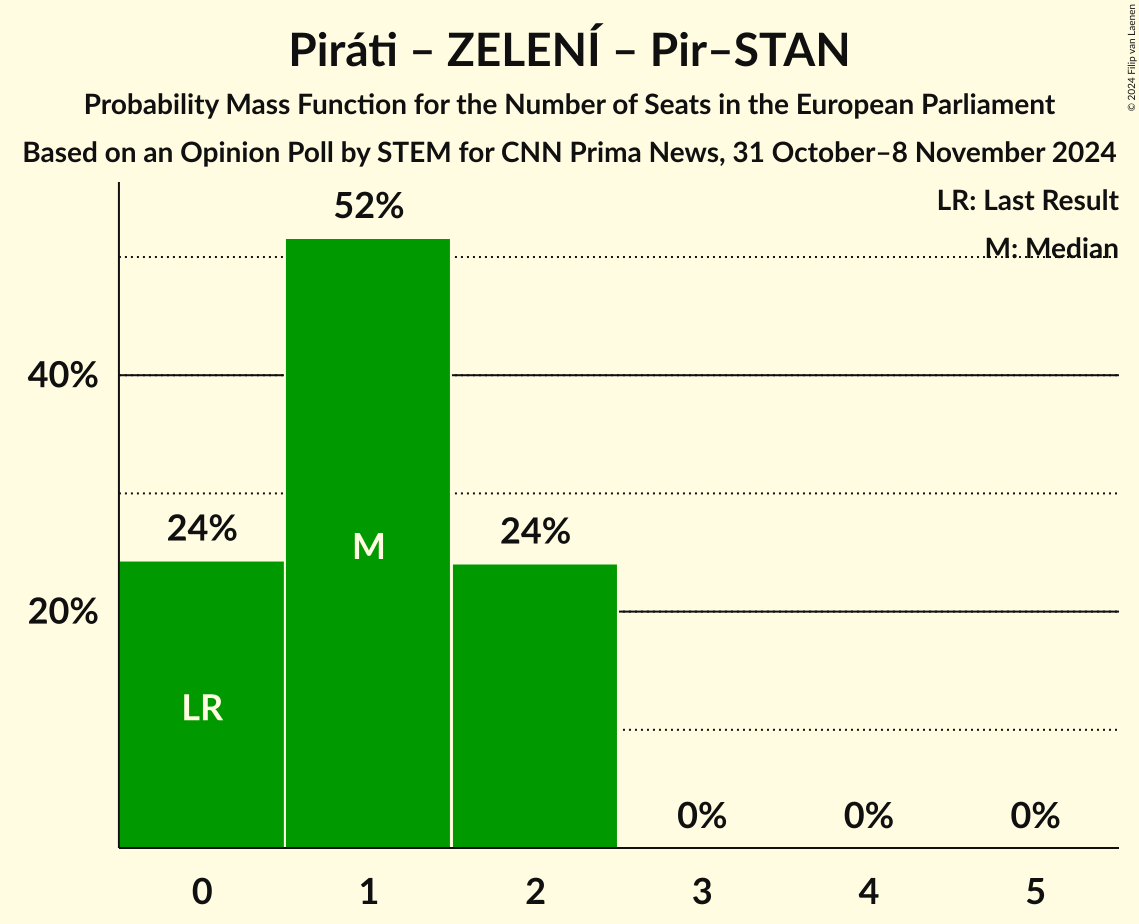 Piráti – ZELENÍ – Pir–STAN
Probability Mass Function for the Number of Seats in the European Parliament
Based on an Opinion Poll by STEM for CNN Prima News, 31 October–8 November 2024
© 2024 Filip van Laenen
LR: Last Result
M: Median
52%
40%
24%
24%
M
20%
LR
0%
0%
0%
0
1
2
3
4
5